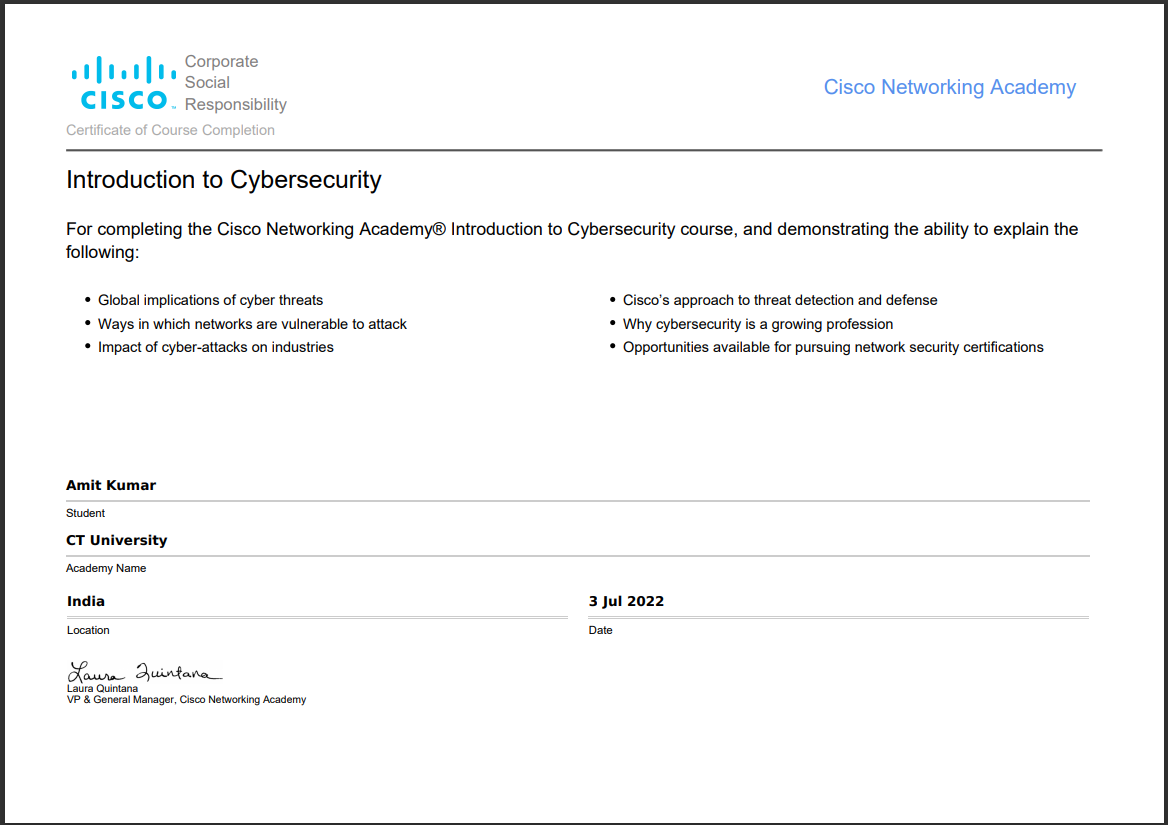 Corporate
Social
Responsibility
CISCO™
Cisco Networking Academy
Certificate of Course Completion
Introduction to Cybersecurity
For completing the Cisco Networking Academy® Introduction to Cybersecurity course, and demonstrating the ability to explain the
following:
• Global implications of cyber threats
• Ways in which networks are vulnerable to attack
• Impact of cyber-attacks on industries
• Cisco’s approach to threat detection and defense
• Why cybersecurity is a growing profession
• Opportunities available for pursuing network security certifications
Amit Kumar
Student
CT University
Academy Name
India
Location
3 Jul 2022
Date
Laura Quintana
Laura Quintana
VP & General Manager, Cisco Networking Academy